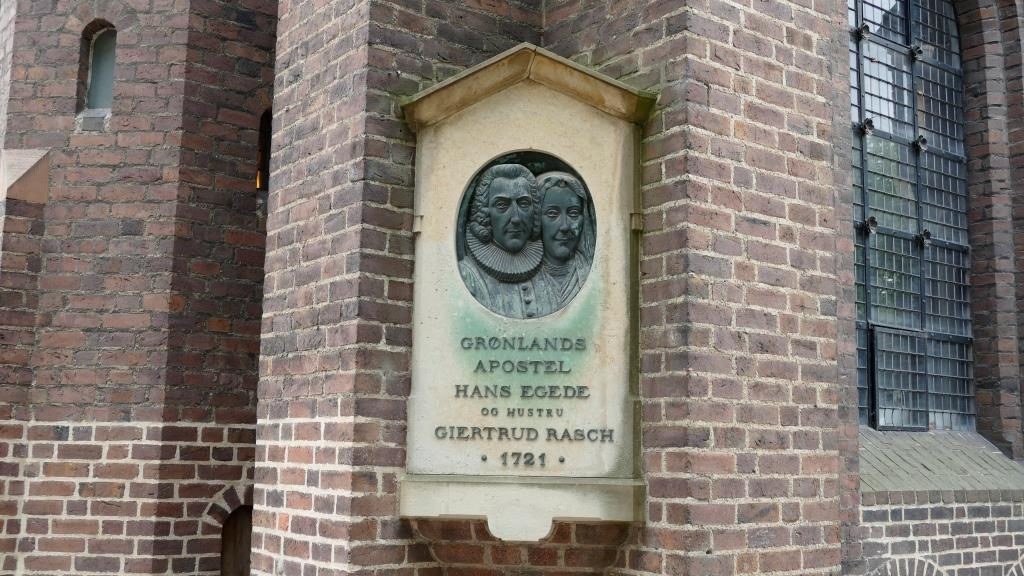 GRØNLANDS
APOSTEL
HANS EGEDE
OG HUSTRU
GIERTRUD RASCH
• 1721 •